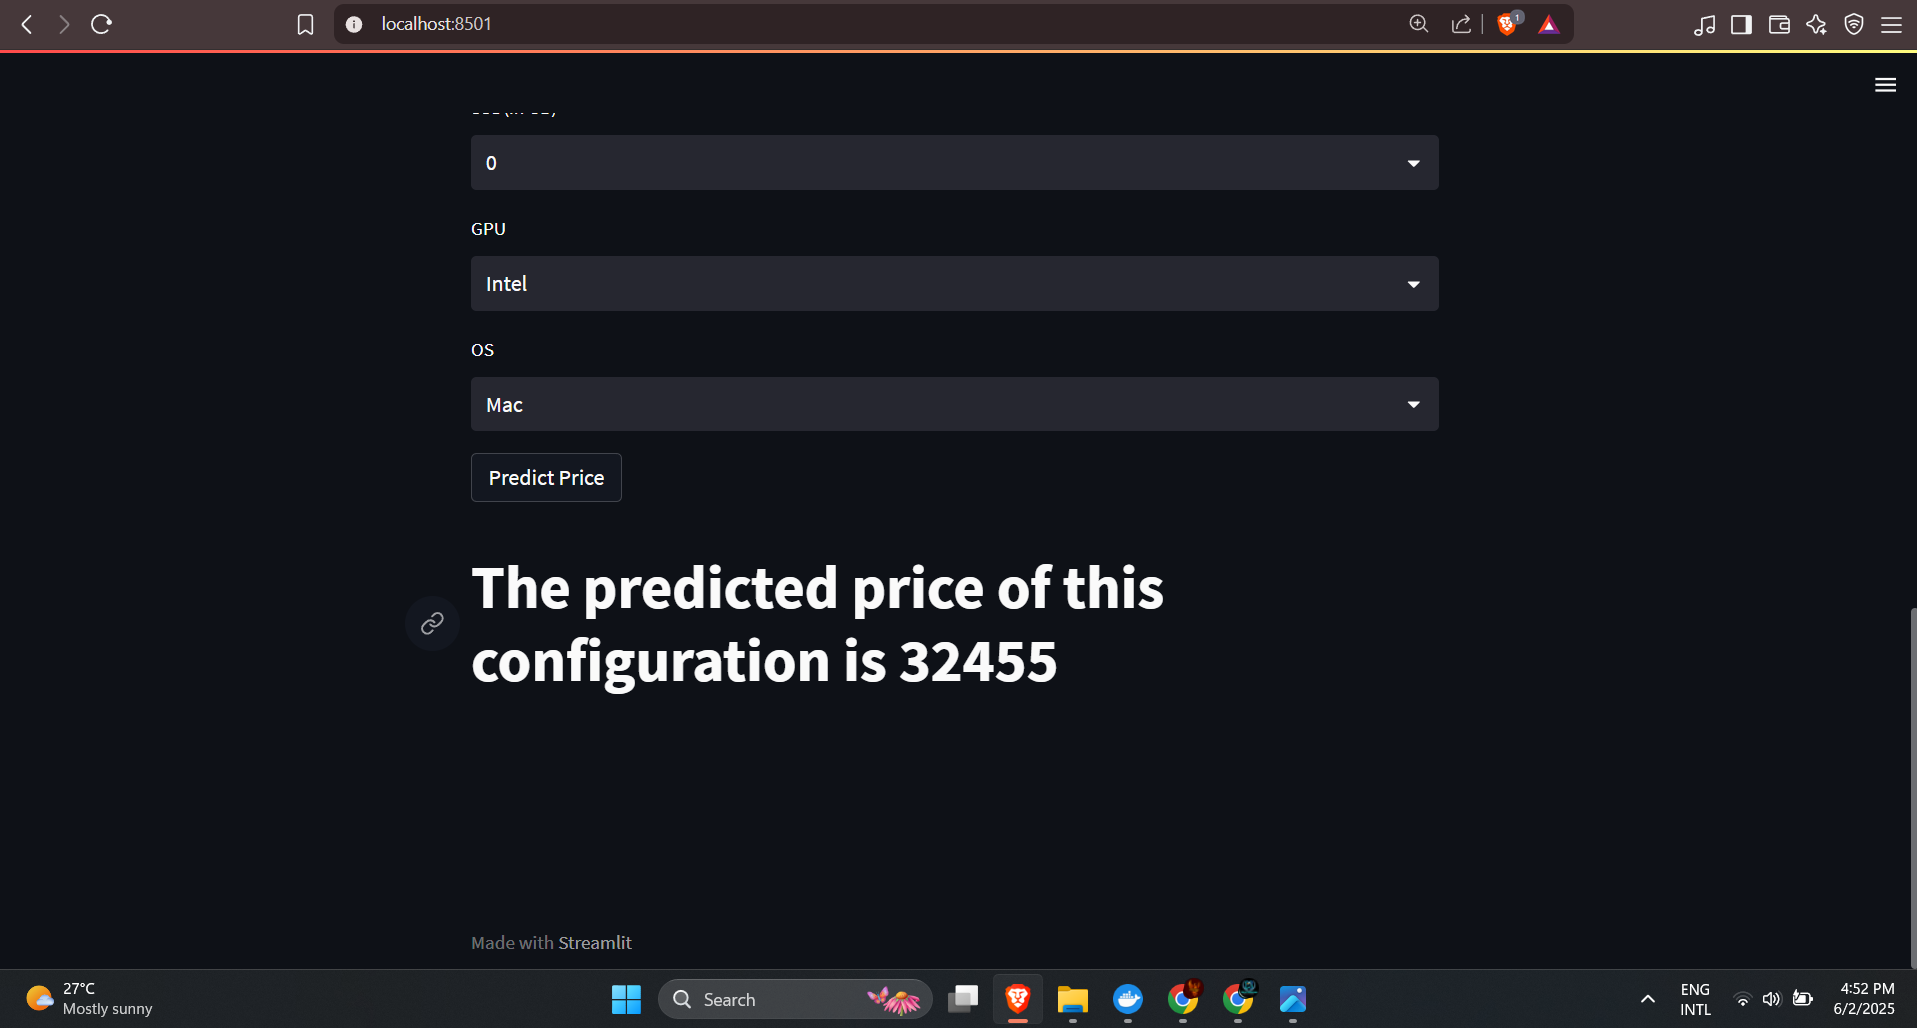 localhost:8501
1
0
GPU
Intel
OS
Mac
Predict Price
The predicted price of this
configuration is 32455
Made with Streamlit
27°C
Mostly sunny
Search
ENG
INTL
4:52 PM
6/2/2025